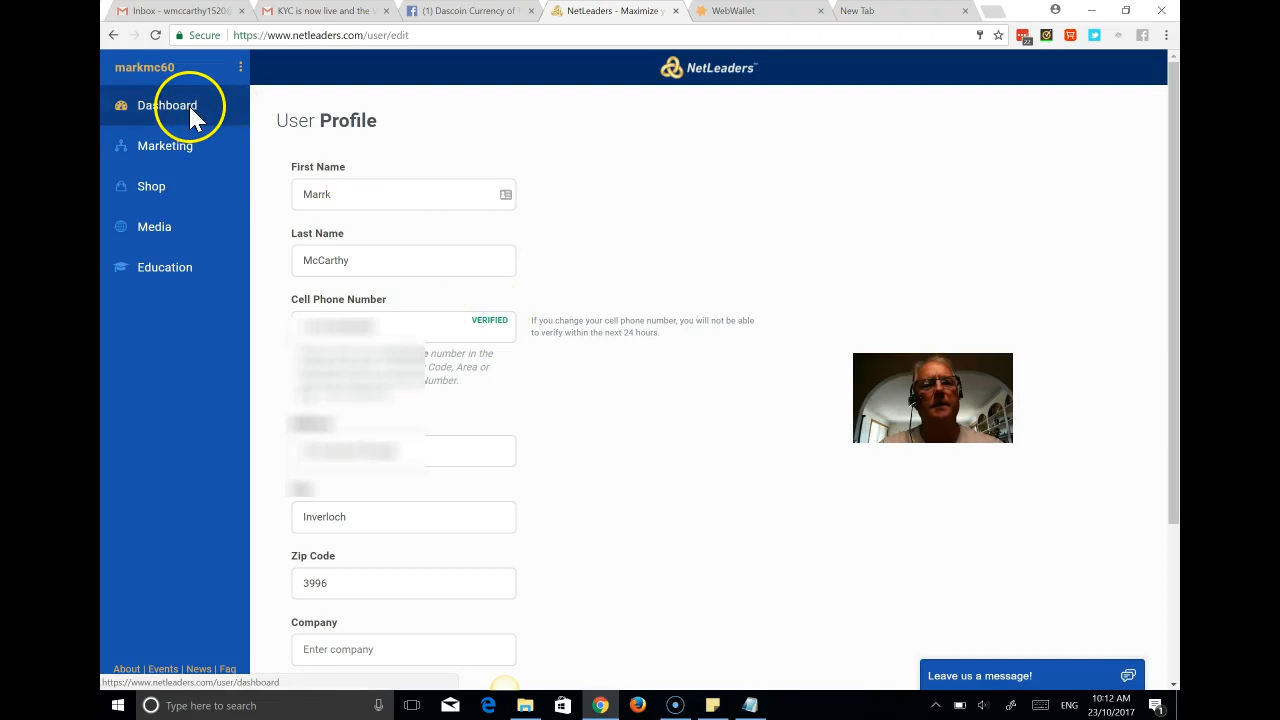 Inbox - wmccarthy1520@
KYC is now live and the V
(1) Dascoin Currency of T
NetLeaders - Maximize y
WebWallet
New Tab
Secure
https://www.netleaders.com/user/edit
22
markmc60
NetLeaders
Dashboard
Marketing
Shop
Media
Education
User Profile
First Name
Marrk
Last Name
McCarthy
Cell Phone Number
VERIFIED
If you change your cell phone number, you will not be able
to verify within the next 24 hours.
number in the
Code, Area or
Number.
Inverloch
Zip Code
3996
Company
Enter company
About | Events | News | Faq
https://www.netleaders.com/user/dashboard
Leave us a message!
Type here to search
ENG
10:12 AM
23/10/2017
1